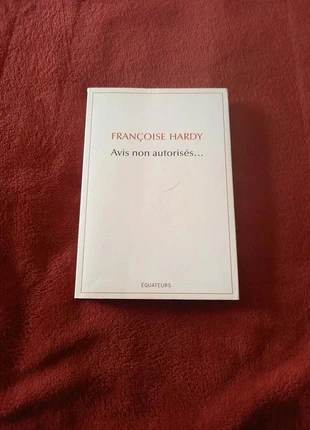 FRANÇOISE HARDY
Avis non autorisés…
ÉQUATEURS